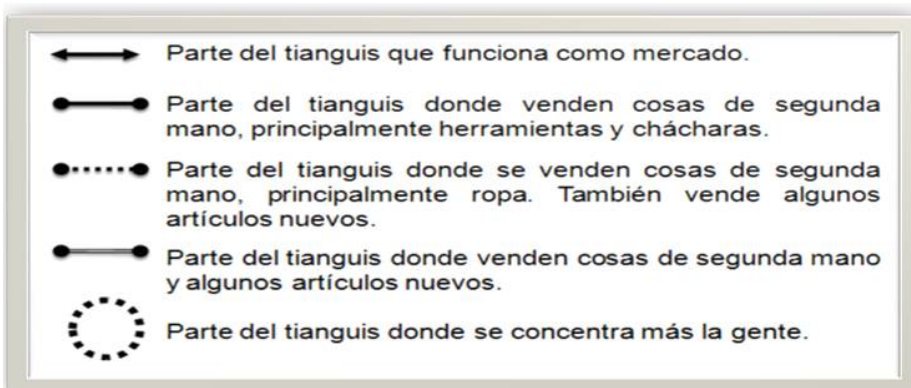 Parte del tianguis que funciona como mercado.
Parte del tianguis donde venden cosas de segunda
mano, principalmente herramientas y chácharas.
Parte del tianguis donde se venden cosas de segunda
mano, principalmente ropa. También vende algunos
artículos nuevos.
Parte del tianguis donde venden cosas de segunda mano
y algunos artículos nuevos.
Parte del tianguis donde se concentra más la gente.